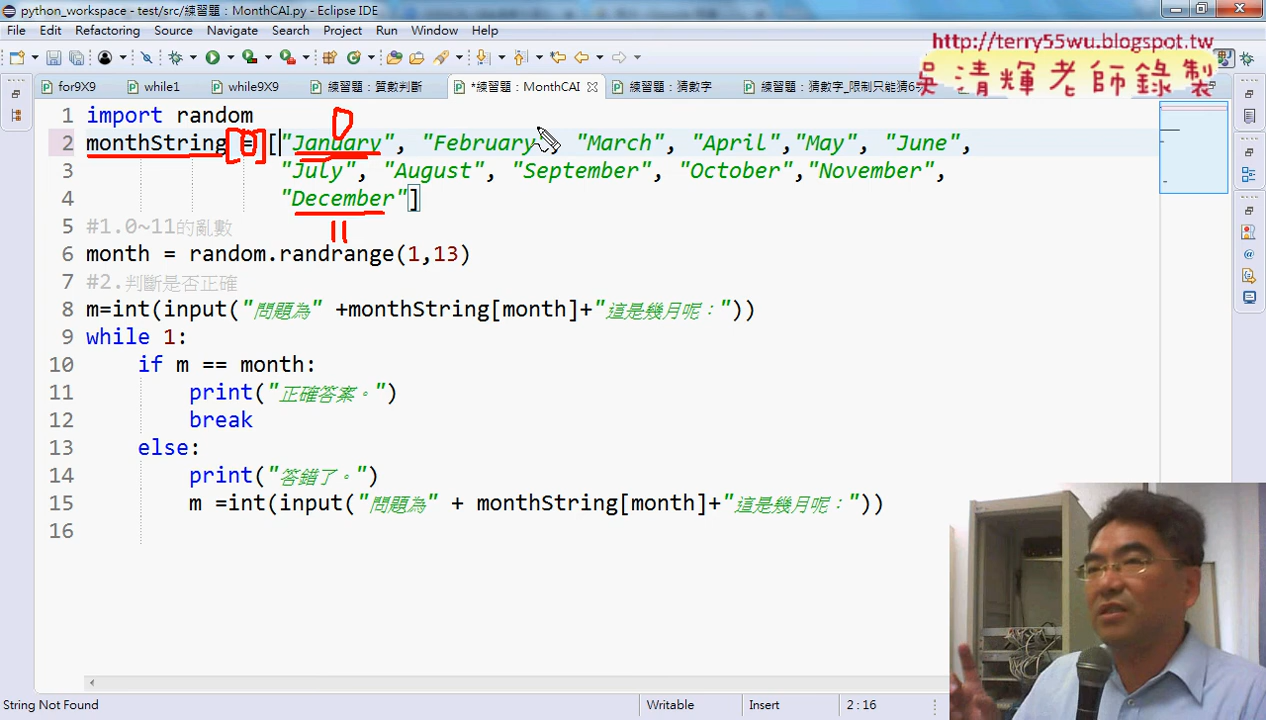 python_workspace - test/src/練習題：MonthCAI.py - Eclipse IDE
File Edit Refactoring Source Navigate Search Project Run Window Help
http://terry55wu.blogspot.tw
吳清輝老師錄製
for9X9 while1 while9X9 練習題：質數判斷 *練習題：MonthCAI 練習題：猜數字 練習題：猜數字_限制只能猜6
0
1 import random
2 monthString = ["January", "February", "March", "April","May", "June",
[0]
3 "July", "August", "September", "October","November",
4 "December"]
11
5 #1.0~11的亂數
6 month = random.randrange(1,13)
7 #2.判斷是否正確
8 m=int(input("問題為" +monthString[month]+"這是幾月呢："))
9 while 1:
10 if m == month:
11 print("正確答案。")
12 break
13 else:
14 print("答錯了。")
15 m =int(input("問題為" + monthString[month]+"這是幾月呢："))
16
String Not Found Writable Insert 2 : 16